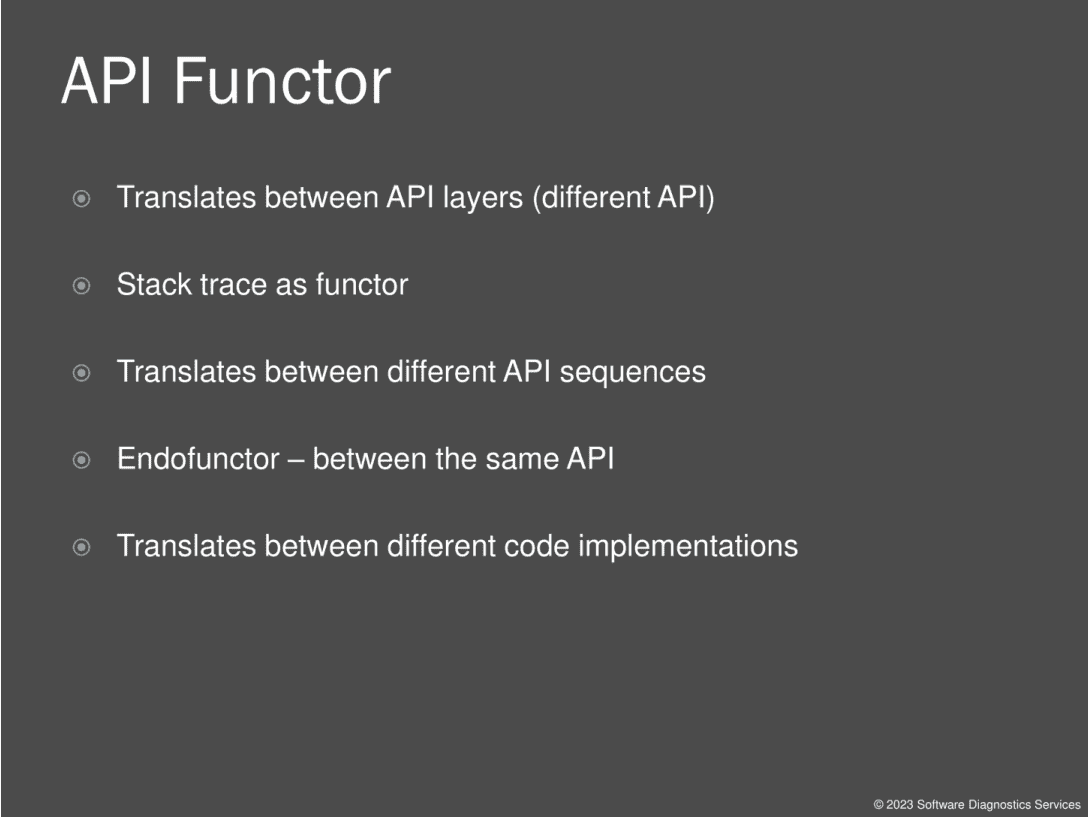 API Functor
Translates between API layers (different API)
Stack trace as functor
Translates between different API sequences
Endofunctor – between the same API
Translates between different code implementations
© 2023 Software Diagnostics Services